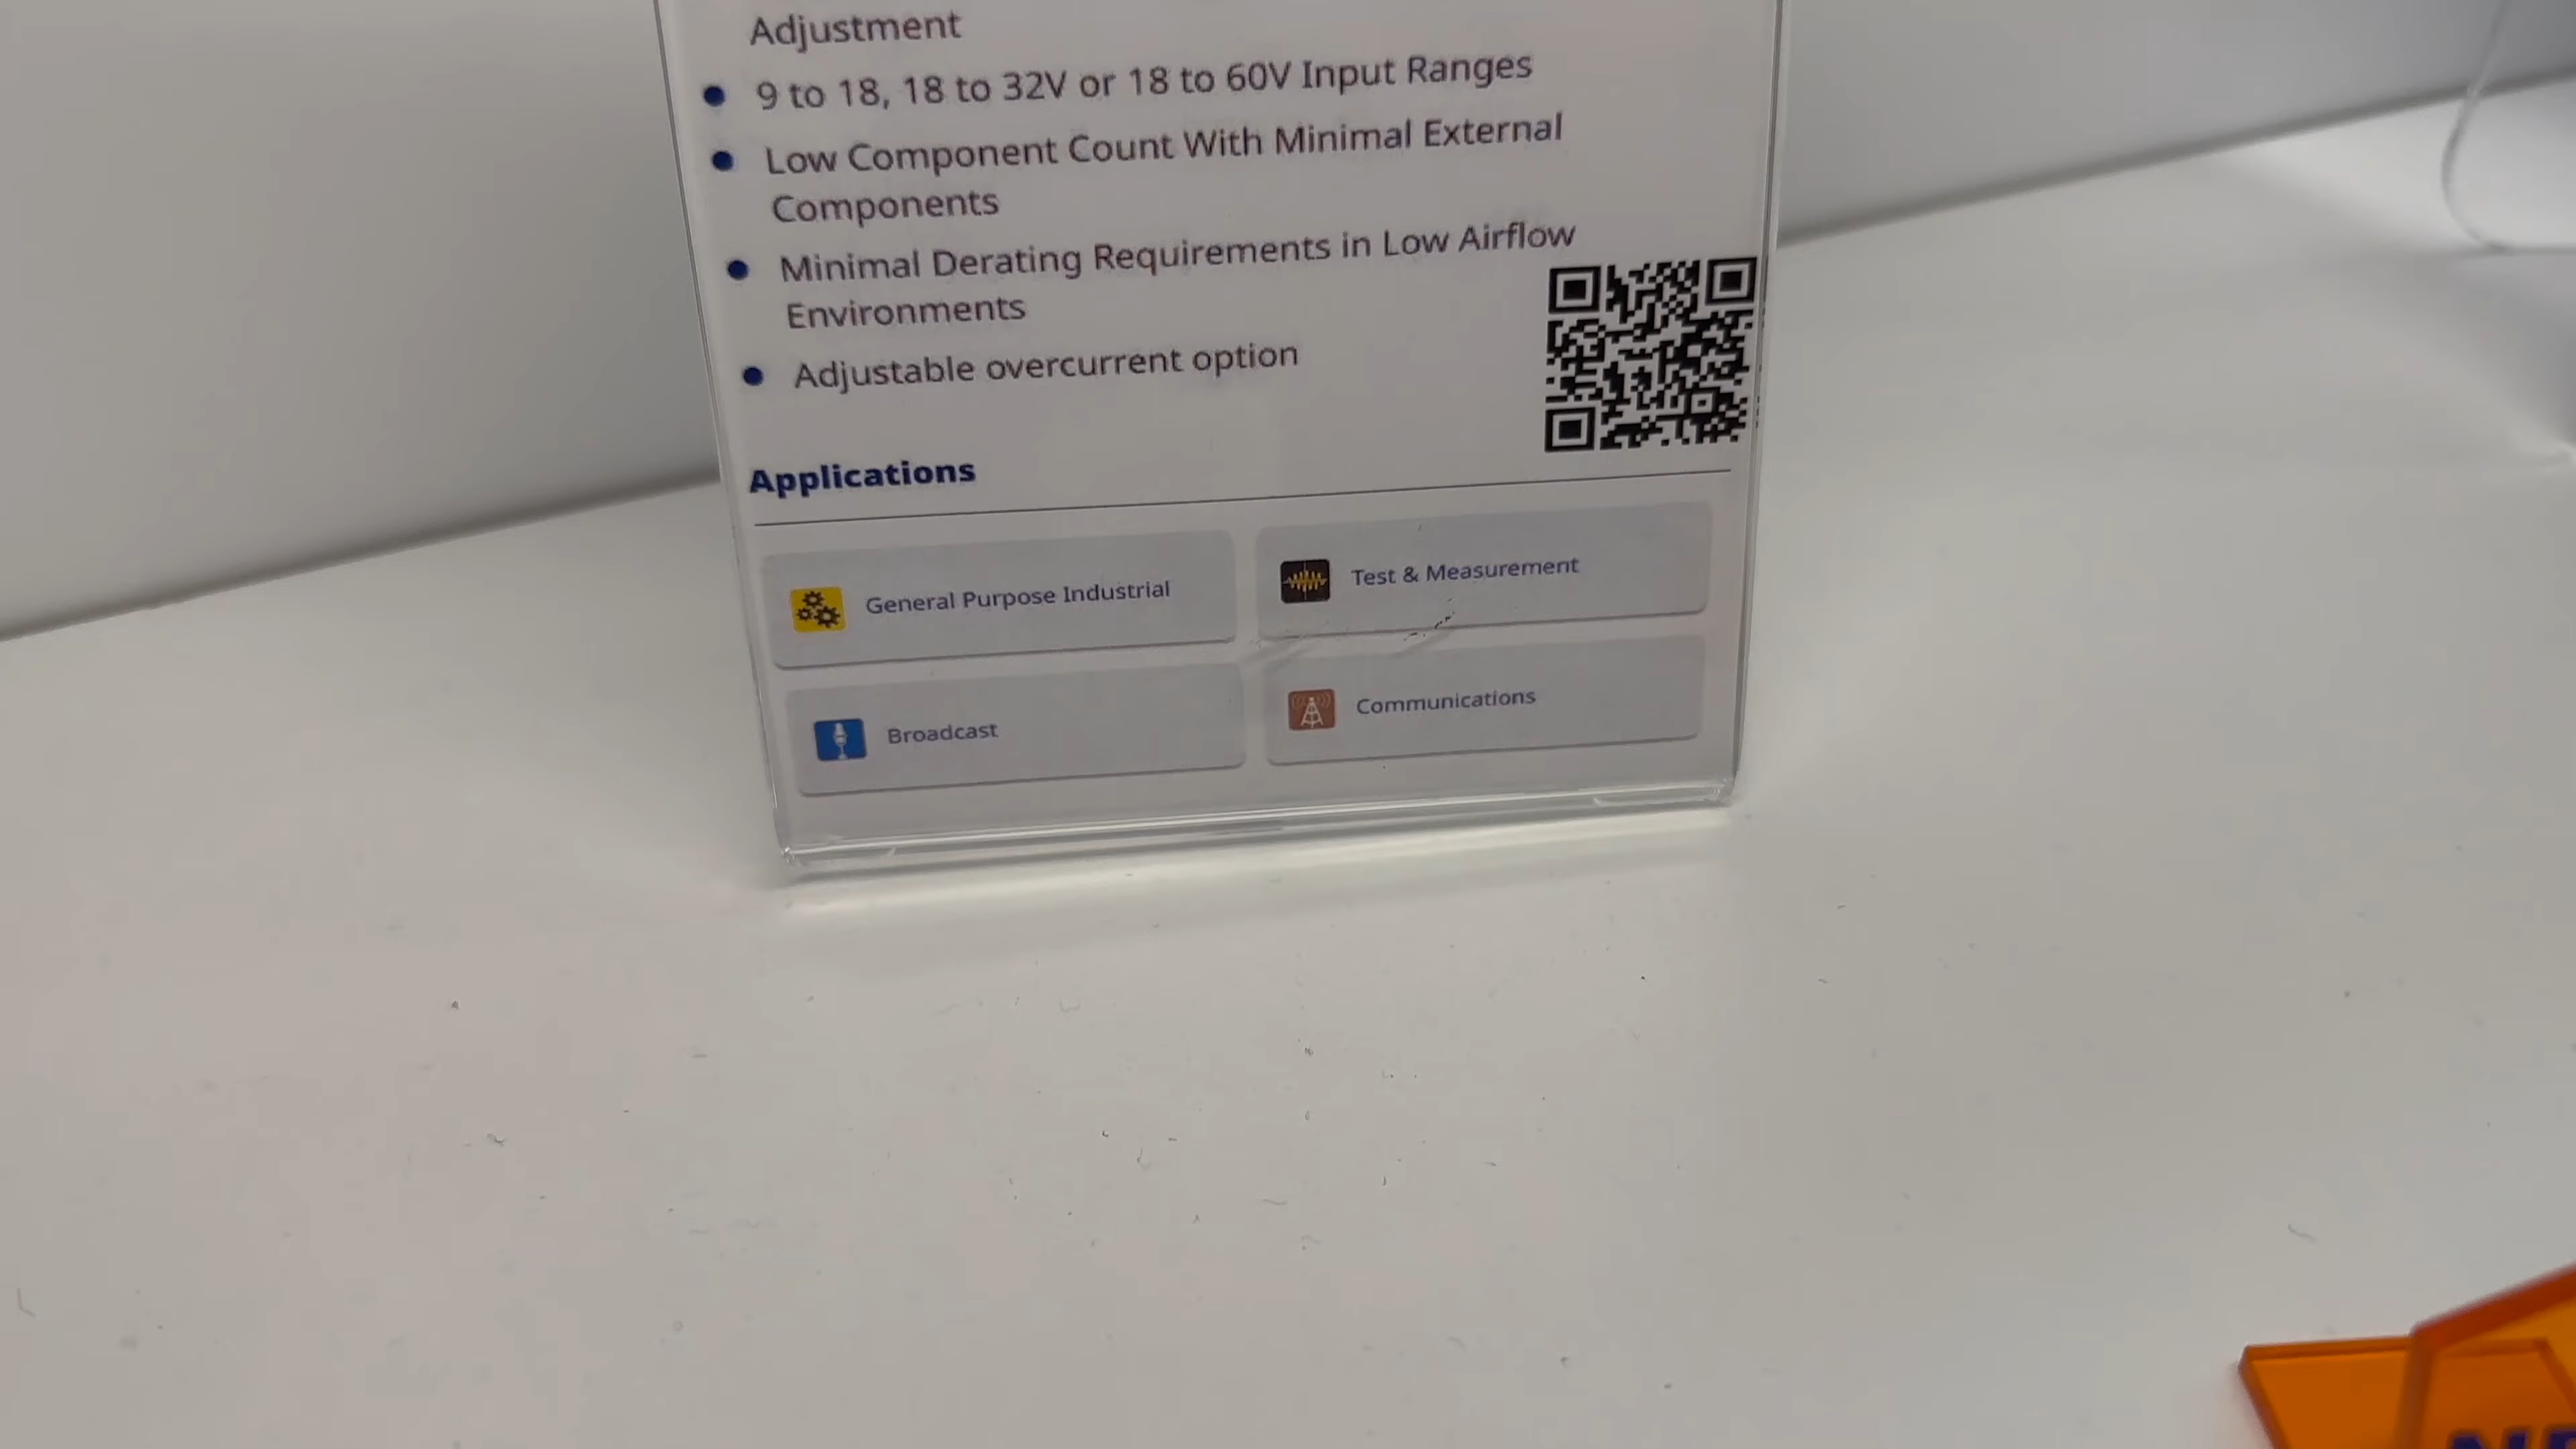 Adjustment
9 to 18, 18 to 32V or 18 to 60V Input Ranges
Low Component Count With Minimal External
Components
Minimal Derating Requirements in Low Airflow
Environments
Adjustable overcurrent option
Applications
General Purpose Industrial
Test & Measurement
Broadcast
Communications